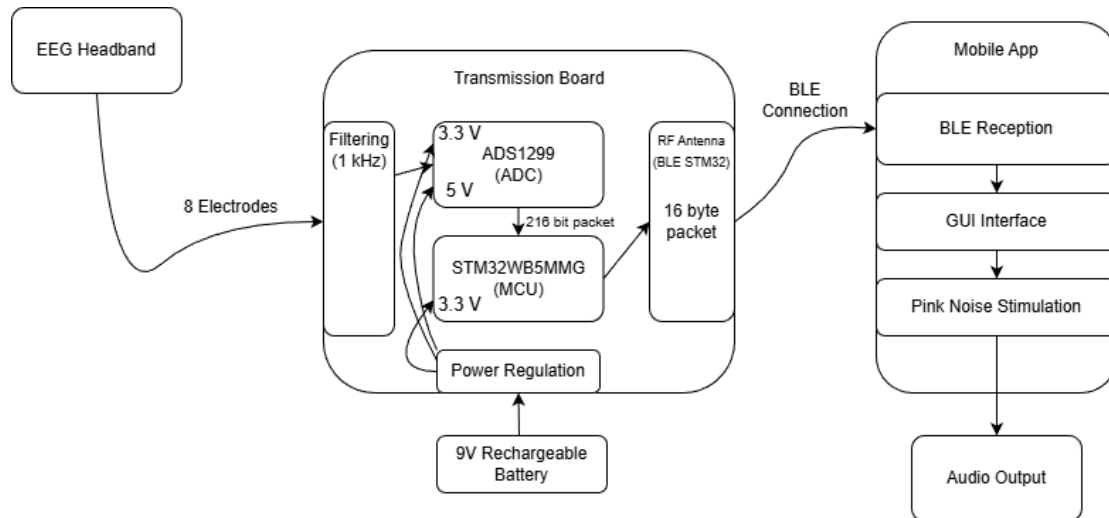 EEG Headband
8 Electrodes
Transmission Board
Filtering
(1 kHz)
3.3 V
ADS1299
(ADC)
5 V
216 bit packet
STM32WB5MMG
(MCU)
3.3 V
Power Regulation
9V Rechargeable
Battery
RF Antenna
(BLE STM32)
16 byte
packet
BLE
Connection
Mobile App
BLE Reception
GUI Interface
Pink Noise Stimulation
Audio Output